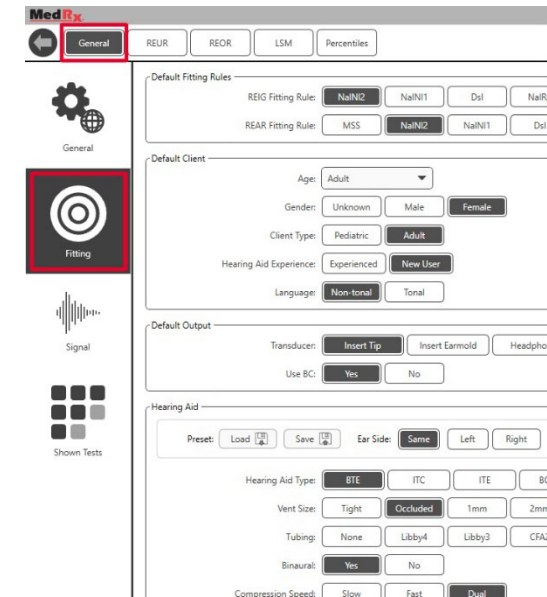 MedRx
General REUR REOR LSM Percentiles
General
Fitting
Signal
Shown Tests
Default Fitting Rules
REIG Fitting Rule: NalNl2 NalNl1 Dsl NalR
REAR Fitting Rule: MSS NalNl2 NalNl1 Dsl
Default Client
Age: Adult
Gender: Unknown Male Female
Client Type: Pediatric Adult
Hearing Aid Experience: Experienced New User
Language: Non-tonal Tonal
Default Output
Transducer: Insert Tip Insert Earmold Headpho
Use BC: Yes No
Hearing Aid
Preset: Load Save Ear Side: Same Left Right
Hearing Aid Type: BTE ITC ITE
Vent Size: Tight Occluded 1mm 2mm
Tubing: None Libby4 Libby3 CFA2
Binaural: Yes No
Compression Speed: Slow Fast Dual